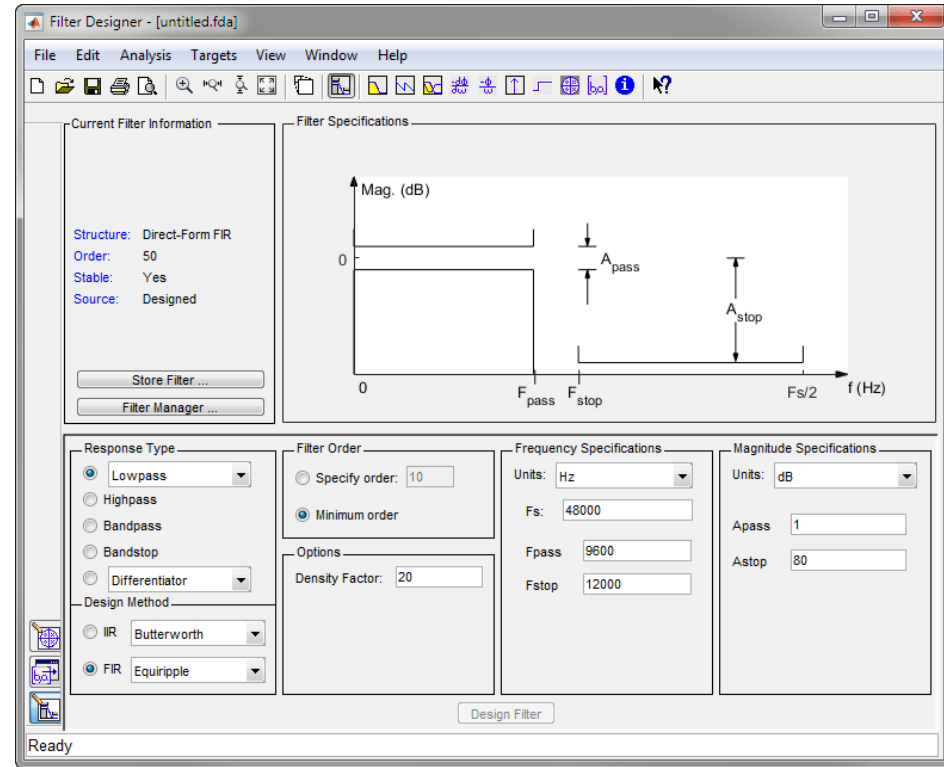 Filter Designer - [untitled.fda]
File Edit Analysis Targets View Window Help
Current Filter Information
Structure: Direct-Form FIR
Order: 50
Stable: Yes
Source: Designed
Store Filter ...
Filter Manager ...
Filter Specifications
Mag. (dB)
0
Apass
Astop
0
Fpass
Fstop
Fs/2
f (Hz)
Response Type
Lowpass
Highpass
Bandpass
Bandstop
Differentiator
Design Method
IIR Butterworth
FIR Equiripple
Filter Order
Specify order: 10
Minimum order
Options
Density Factor: 20
Frequency Specifications
Units: Hz
Fs: 48000
Fpass 9600
Fstop 12000
Magnitude Specifications
Units: dB
Apass 1
Astop 80
Design Filter
Ready